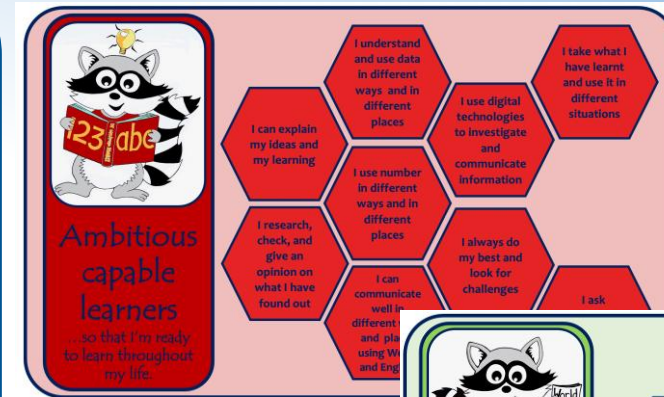 123 abc
Ambitious
capable
learners
...so that I'm ready
to learn throughout
my life.
I can explain
my ideas and
my learning
I understand
and use data
in different
ways and in
different
places
I use digital
technologies
to investigate
and
communicate
information
I take what I
have learnt
and use it in
different
situations
I research,
check, and
give an
opinion on
what I have
found out
I use number
in different
ways and in
different
places
I always do
my best and
look for
challenges
I can
communicate
well in
different
and
using
and
I ask
World